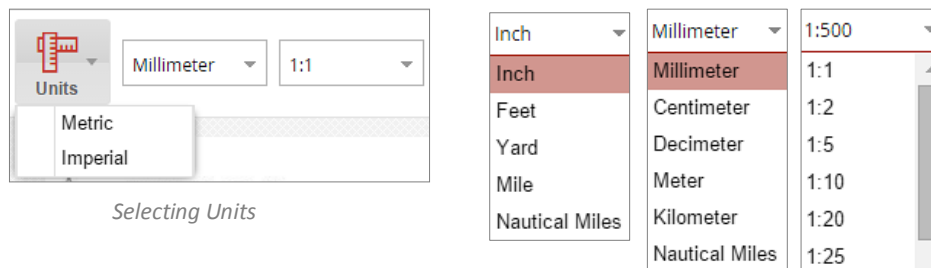 Units
Millimeter
1:1
Metric
Imperial
Selecting Units
Inch
Inch
Feet
Yard
Mile
Nautical Miles
Millimeter
Millimeter
Centimeter
Decimeter
Meter
Kilometer
Nautical Miles
1:500
1:1
1:2
1:5
1:10
1:20
1:25